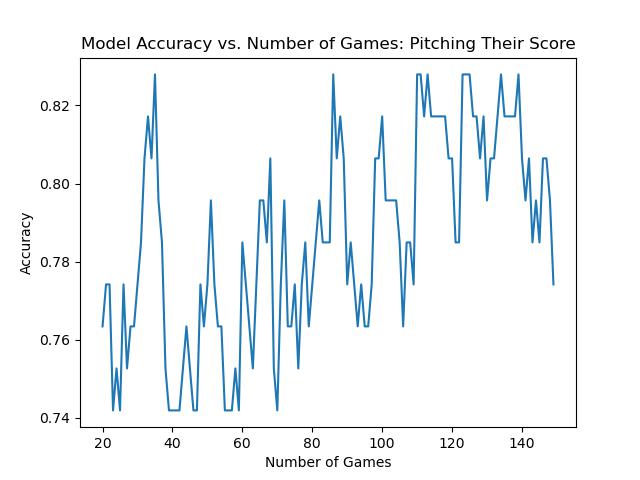 Model Accuracy vs. Number of Games: Pitching Their Score
0.82
0.80
0.78
0.76
0.74
Accuracy
20 40 60 80 100 120 140
Number of Games